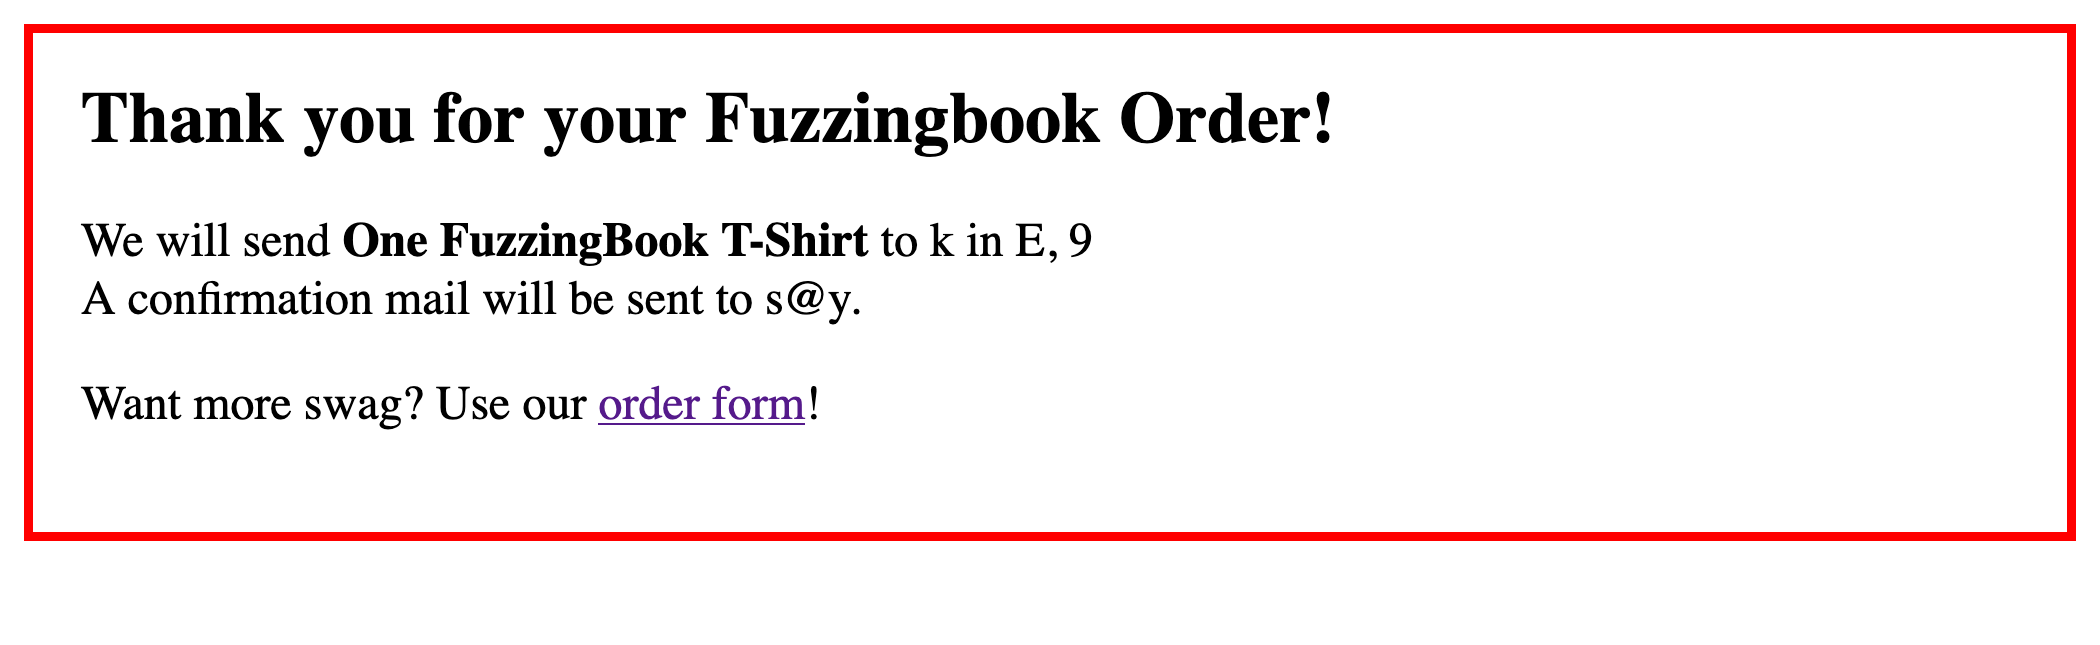 Thank you for your Fuzzingbook Order!
We will send One FuzzingBook T-Shirt to k in E, 9
A confirmation mail will be sent to s@y.
Want more swag? Use our order form!